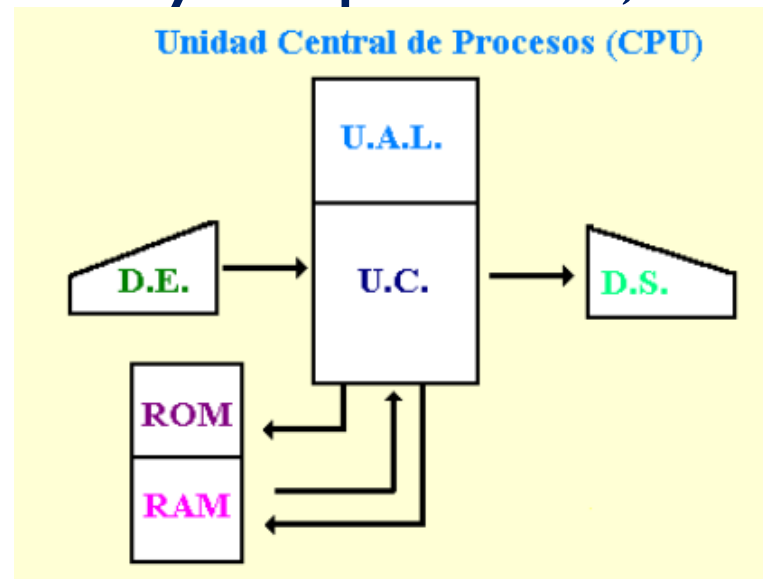 Unidad Central de Procesos (CPU)
U.A.L.
D.E.
U.C.
D.S.
ROM
RAM